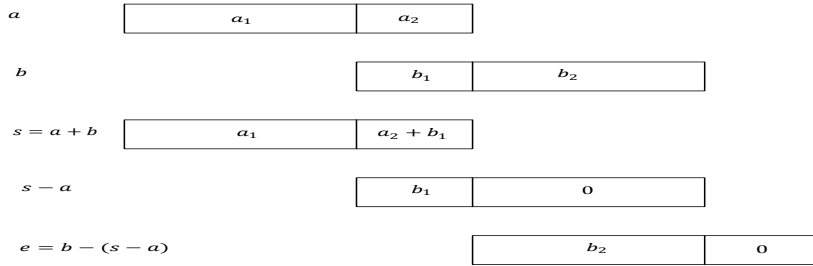 a a₁ a₂
b b₁ b₂
s = a + b a₁ a₂ + b₁
s − a b₁ 0
e = b − (s − a) b₂ 0